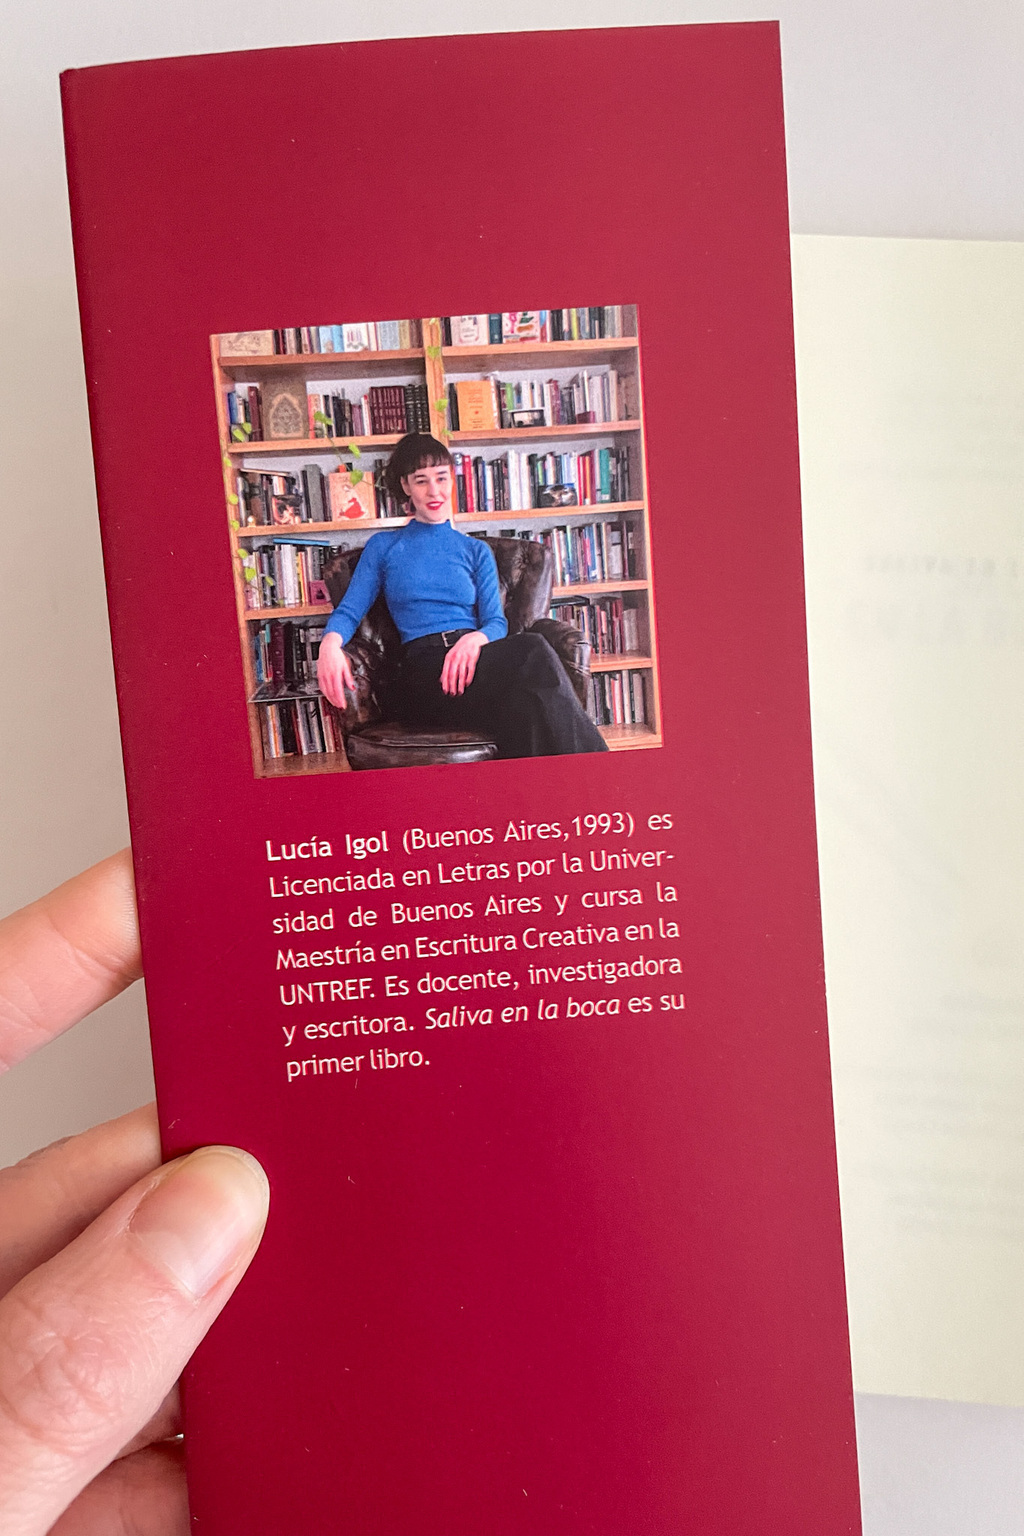 Lucía Igol (Buenos Aires,1993) es
Licenciada en Letras por la Univer-
sidad de Buenos Aires y cursa la
Maestría en Escritura Creativa en la
UNTREF. Es docente, investigadora
y escritora. Saliva en la boca es su
primer libro.